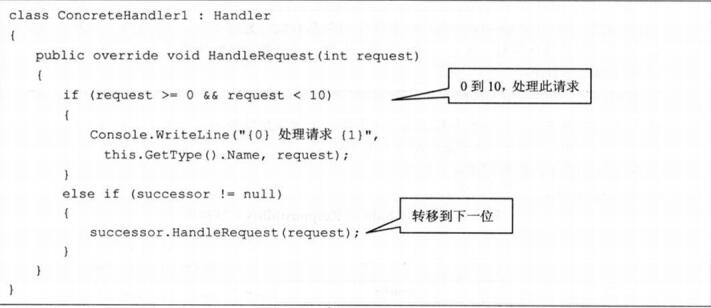 class ConcreteHandler1 : Handler
{
public override void HandleRequest(int request)
{
if (request >= 0 && request < 10)
0 到 10，处理此请求
{
Console.WriteLine("{0} 处理请求 {1}",
this.GetType().Name, request);
}
else if (successor != null)
{
转移到下一位
successor.HandleRequest(request);
}
}
}